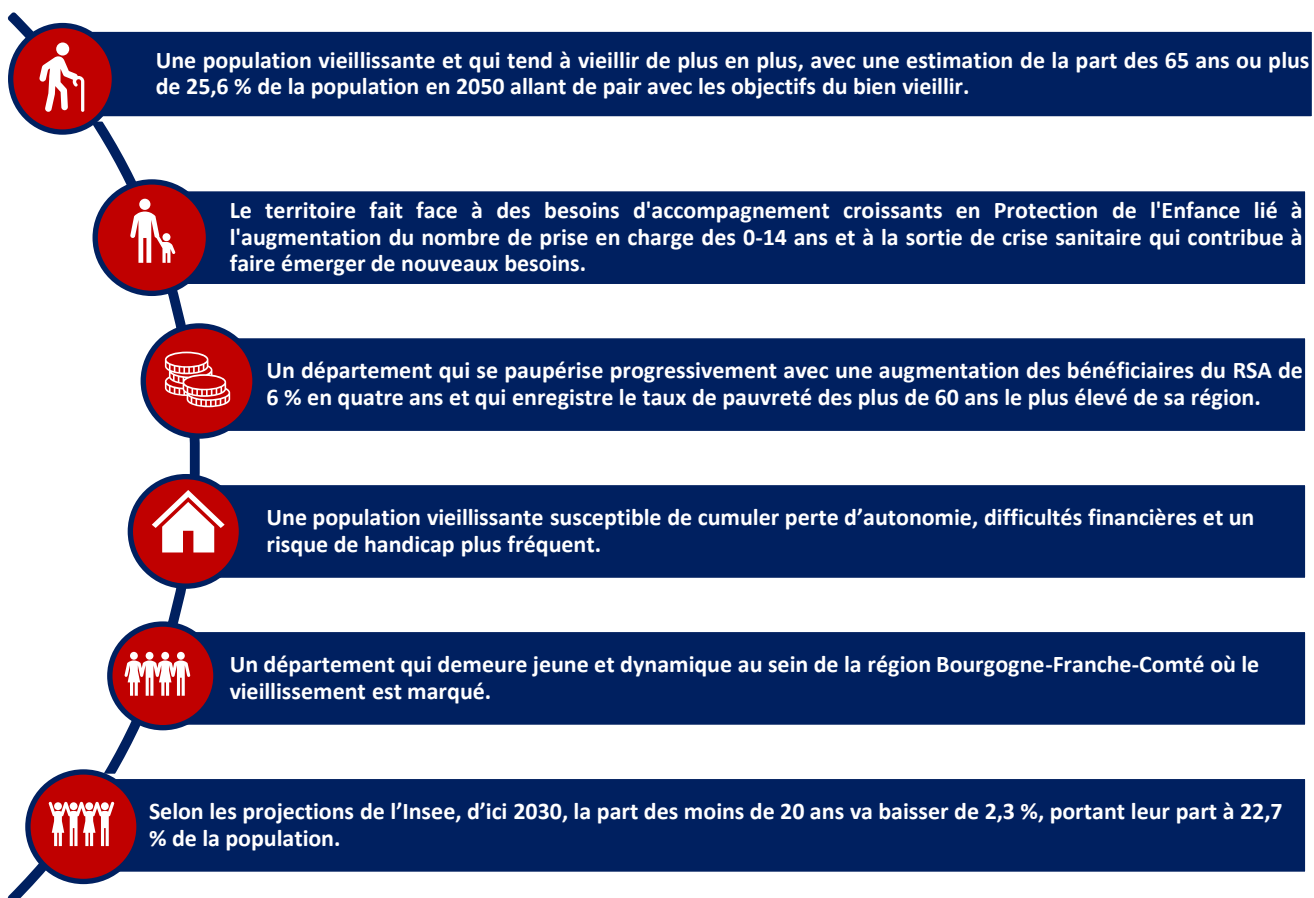 Une population vieillissante et qui tend à vieillir de plus en plus, avec une estimation de la part des 65 ans ou plus
de 25,6 % de la population en 2050 allant de pair avec les objectifs du bien vieillir.
Le territoire fait face à des besoins d'accompagnement croissants en Protection de l'Enfance lié à
l'augmentation du nombre de prise en charge des 0-14 ans et à la sortie de crise sanitaire qui contribue à
faire émerger de nouveaux besoins.
Un département qui se paupérise progressivement avec une augmentation des bénéficiaires du RSA de
6 % en quatre ans et qui enregistre le taux de pauvreté des plus de 60 ans le plus élevé de sa région.
Une population vieillissante susceptible de cumuler perte d’autonomie, difficultés financières et un
risque de handicap plus fréquent.
Un département qui demeure jeune et dynamique au sein de la région Bourgogne-Franche-Comté où le
vieillissement est marqué.
Selon les projections de l’Insee, d’ici 2030, la part des moins de 20 ans va baisser de 2,3 %, portant leur part à 22,7
% de la population.